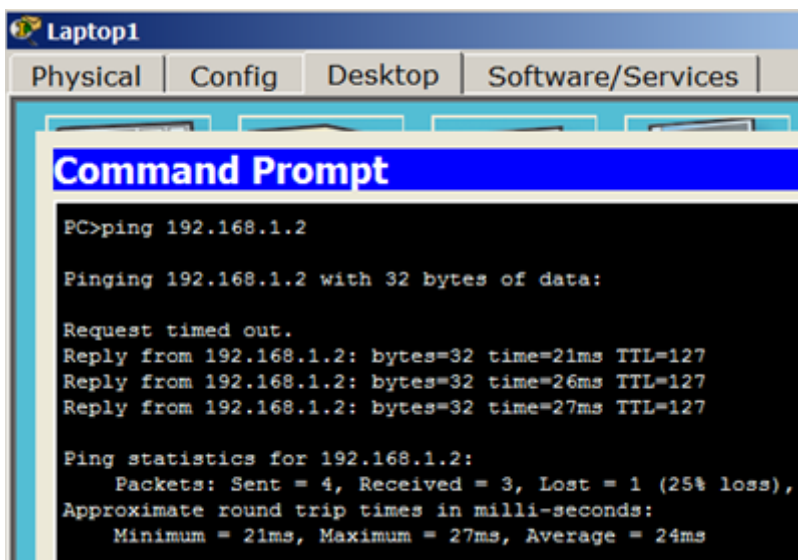 Laptop1
Physical Config Desktop Software/Services
Command Prompt
PC>ping 192.168.1.2
Pinging 192.168.1.2 with 32 bytes of data:
Request timed out.
Reply from 192.168.1.2: bytes=32 time=21ms TTL=127
Reply from 192.168.1.2: bytes=32 time=26ms TTL=127
Reply from 192.168.1.2: bytes=32 time=27ms TTL=127
Ping statistics for 192.168.1.2:
Packets: Sent = 4, Received = 3, Lost = 1 (25% loss),
Approximate round trip times in milli-seconds:
Minimum = 21ms, Maximum = 27ms, Average = 24ms